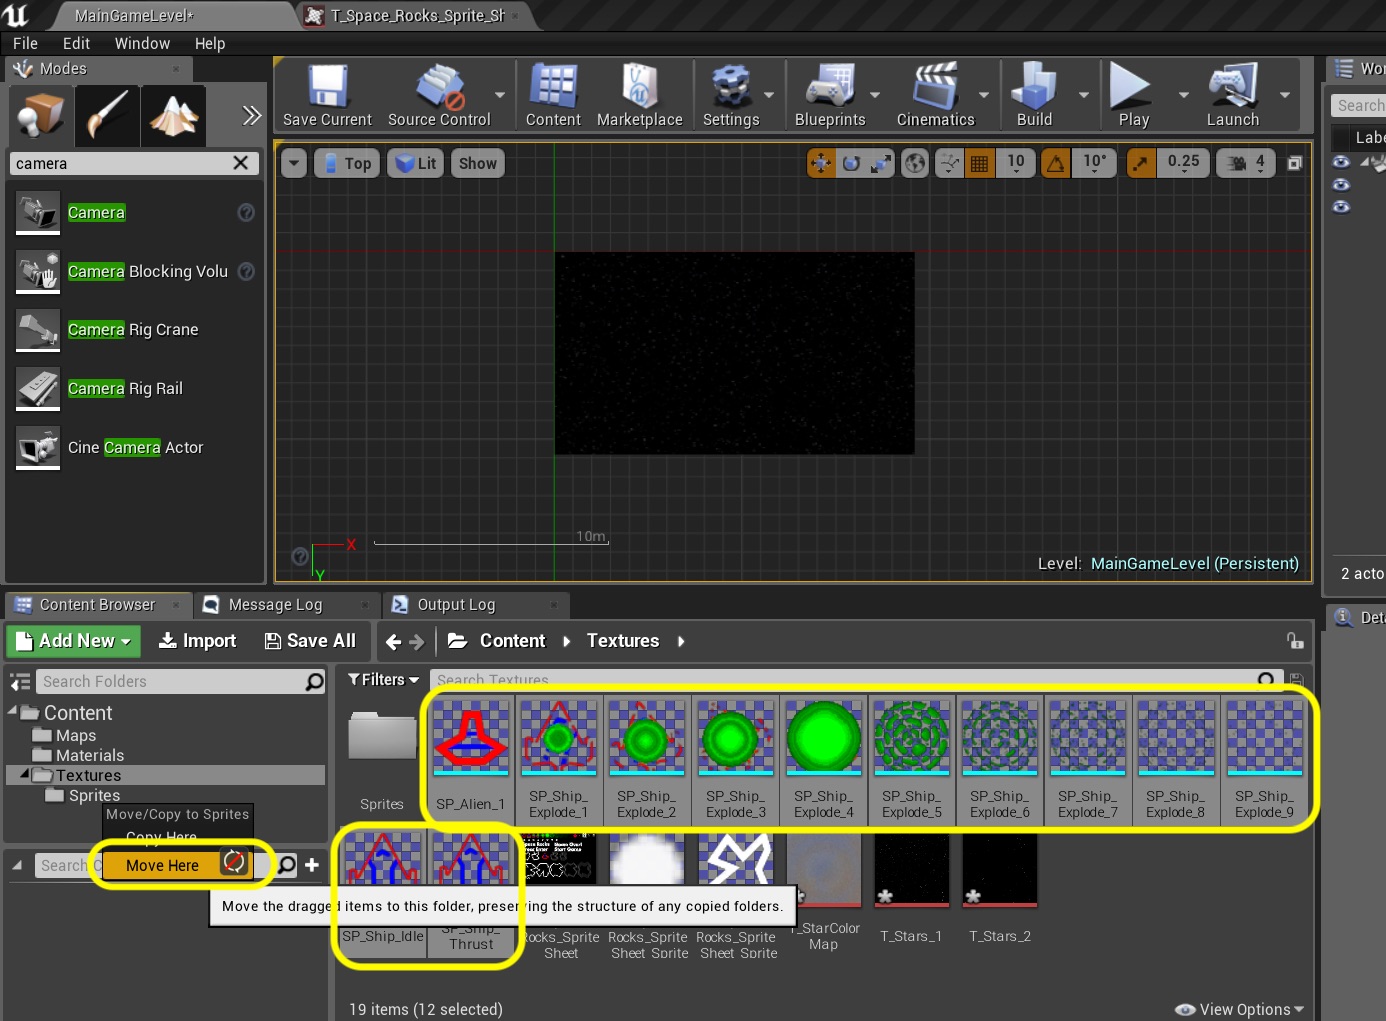 MainGameLevel*
T_Space_Rocks_Sprite_Sh
File Edit Window Help
Modes
Save Current Source Control Content Marketplace Settings Blueprints Cinematics Build Play Launch
Wor
Search
Labe
camera
Top Lit Show
10 10° 0.25 4
Camera
Camera Blocking Volu
Camera Rig Crane
Camera Rig Rail
Cine Camera Actor
10m
X
Y
Level: MainGameLevel (Persistent)
2 acto
Content Browser Message Log Output Log
Deta
Add New Import Save All Content Textures
Search Folders
Filters Search Textures
Content
Maps
Materials
Textures
Sprites
Move/Copy to Sprites
Copy Here
Move Here
Search C
Move the dragged items to this folder, preserving the structure of any copied folders.
Sprites
SP_Alien_1
SP_Ship_
Explode_1
SP_Ship_
Explode_2
SP_Ship_
Explode_3
SP_Ship_
Explode_4
SP_Ship_
Explode_5
SP_Ship_
Explode_6
SP_Ship_
Explode_7
SP_Ship_
Explode_8
SP_Ship_
Explode_9
SP_Ship_Idle
SP_Ship_
Thrust
Rocks_Sprite
Sheet
Rocks_Sprite
Sheet Sprite
Rocks_Sprite
Sheet Sprite
T_StarColor
Map
T_Stars_1
T_Stars_2
19 items (12 selected)
View Options